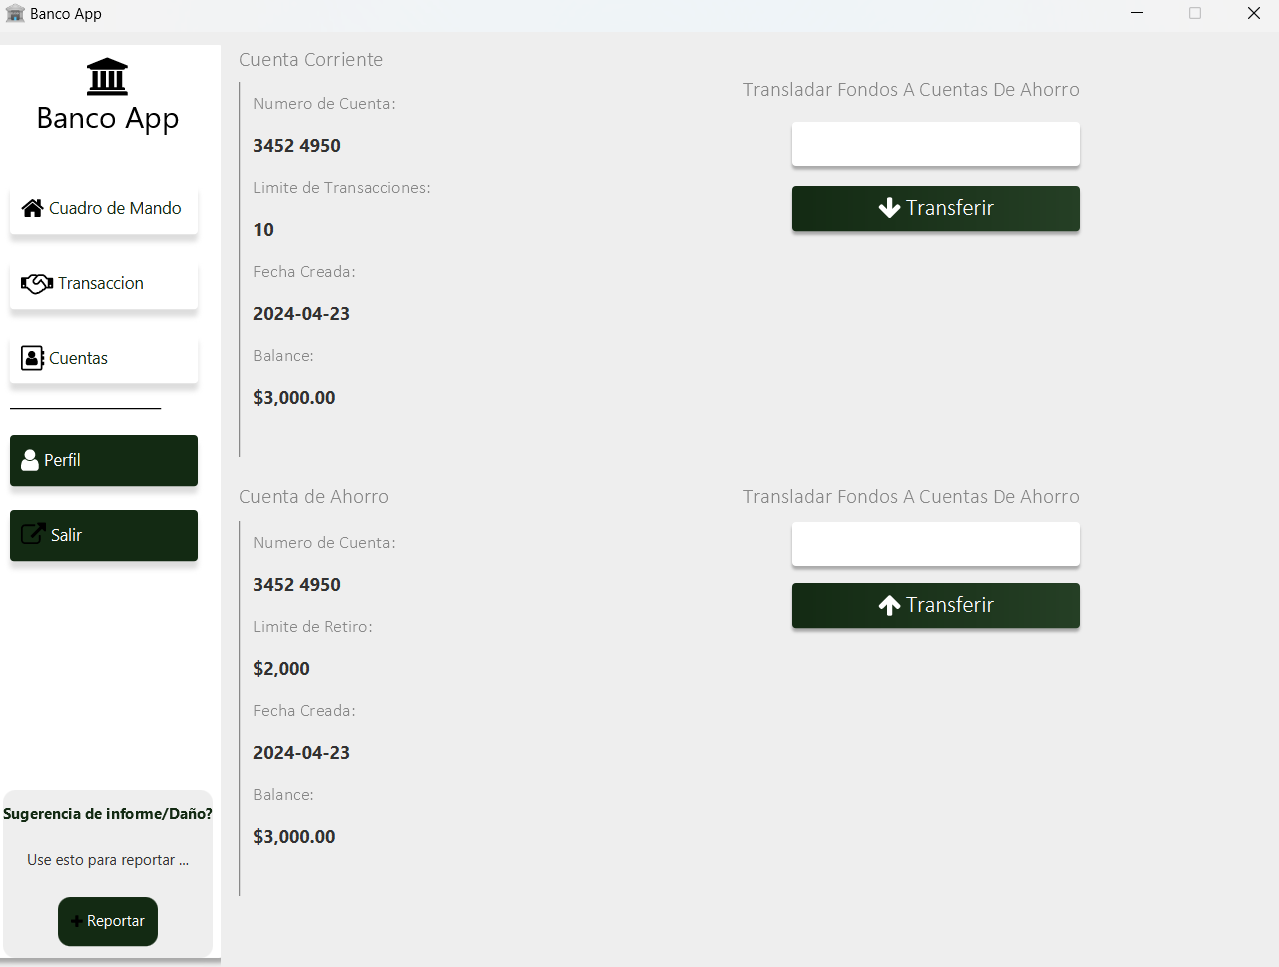 Banco App
Banco App
Cuadro de Mando
Transaccion
Cuentas
Perfil
Salir
Sugerencia de informe/Daño?
Use esto para reportar ...
Reportar
Cuenta Corriente
Numero de Cuenta:
3452 4950
Limite de Transacciones:
10
Fecha Creada:
2024-04-23
Balance:
$3,000.00
Transladar Fondos A Cuentas De Ahorro
Transferir
Cuenta de Ahorro
Numero de Cuenta:
3452 4950
Limite de Retiro:
$2,000
Fecha Creada:
2024-04-23
Balance:
$3,000.00
Transladar Fondos A Cuentas De Ahorro
Transferir